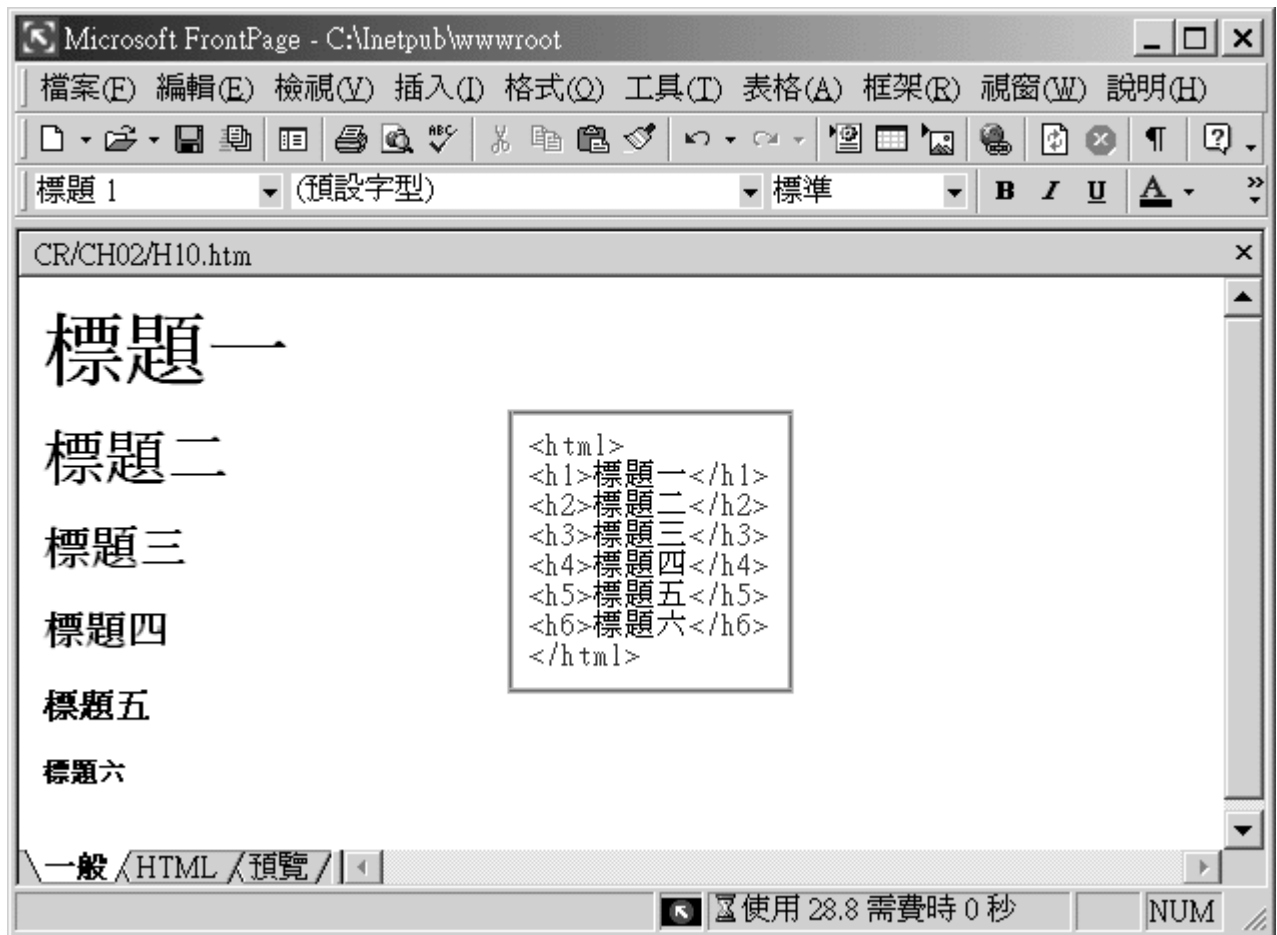 Microsoft FrontPage - C:\Inetpub\wwwroot
檔案(F) 編輯(E) 檢視(V) 插入(I) 格式(O) 工具(T) 表格(A) 框架(R) 視窗(W) 說明(H)
標題 1 (預設字型) 標準 B I U A
CR/CH02/H10.htm
標題一
標題二
標題三
標題四
標題五
標題六
<html>
<h1>標題一</h1>
<h2>標題二</h2>
<h3>標題三</h3>
<h4>標題四</h4>
<h5>標題五</h5>
<h6>標題六</h6>
</html>
一般 HTML 預覽
使用 28.8 需費時 0 秒 NUM